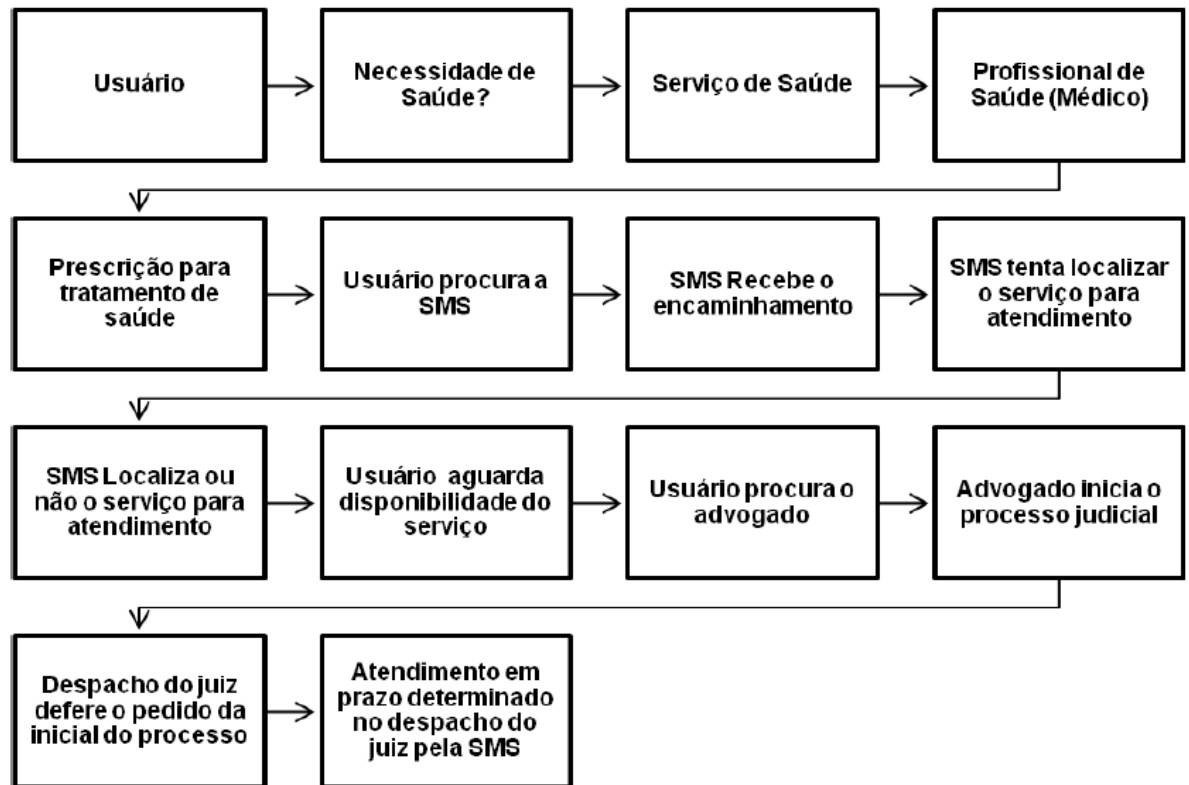 Usuário
Necessidade de
Saúde?
Serviço de Saúde
Profissional de
Saúde (Médico)
Prescrição para
tratamento de
saúde
Usuário procura a
SMS
SMS Recebe o
encaminhamento
SMS tenta localizar
o serviço para
atendimento
SMS Localiza ou
não o serviço para
atendimento
Usuário aguarda
disponibilidade do
serviço
Usuário procura o
advogado
Advogado inicia o
processo judicial
Despacho do juiz
defere o pedido da
inicial do processo
Atendimento em
prazo determinado
no despacho do
juiz pela SMS